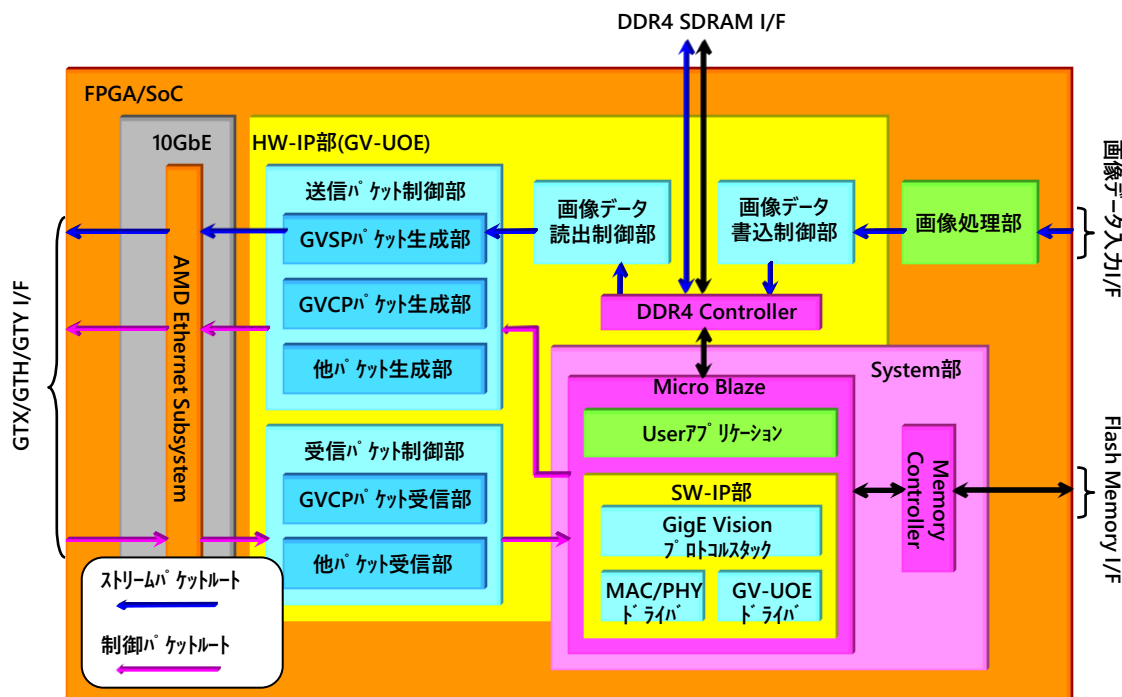 DDR4 SDRAM I/F
FPGA/SoC
10GbE
HW-IP部(GV-UOE)
送信ﾊﾟｹｯﾄ制御部
GVSPﾊﾟｹｯﾄ生成部
GVCPﾊﾟｹｯﾄ生成部
他ﾊﾟｹｯﾄ生成部
画像データ
読出制御部
画像データ
書込制御部
画像処理部
画像データ入力I/F
DDR4 Controller
AMD Ethernet Subsystem
GTX/GTH/GTY I/F
System部
Micro Blaze
Userｱﾌﾟﾘｹｰｼｮﾝ
受信ﾊﾟｹｯﾄ制御部
GVCPﾊﾟｹｯﾄ受信部
他ﾊﾟｹｯﾄ受信部
SW-IP部
GigE Vision
ﾌﾟﾛﾄｺﾙｽﾀｯｸ
MAC/PHY
ﾄﾞﾗｲﾊﾞ
GV-UOE
ﾄﾞﾗｲﾊﾞ
Memory
Controller
Flash Memory I/F
ｽﾄﾘｰﾑﾊﾟｹｯﾄﾙｰﾄ
制御ﾊﾟｹｯﾄﾙｰﾄ